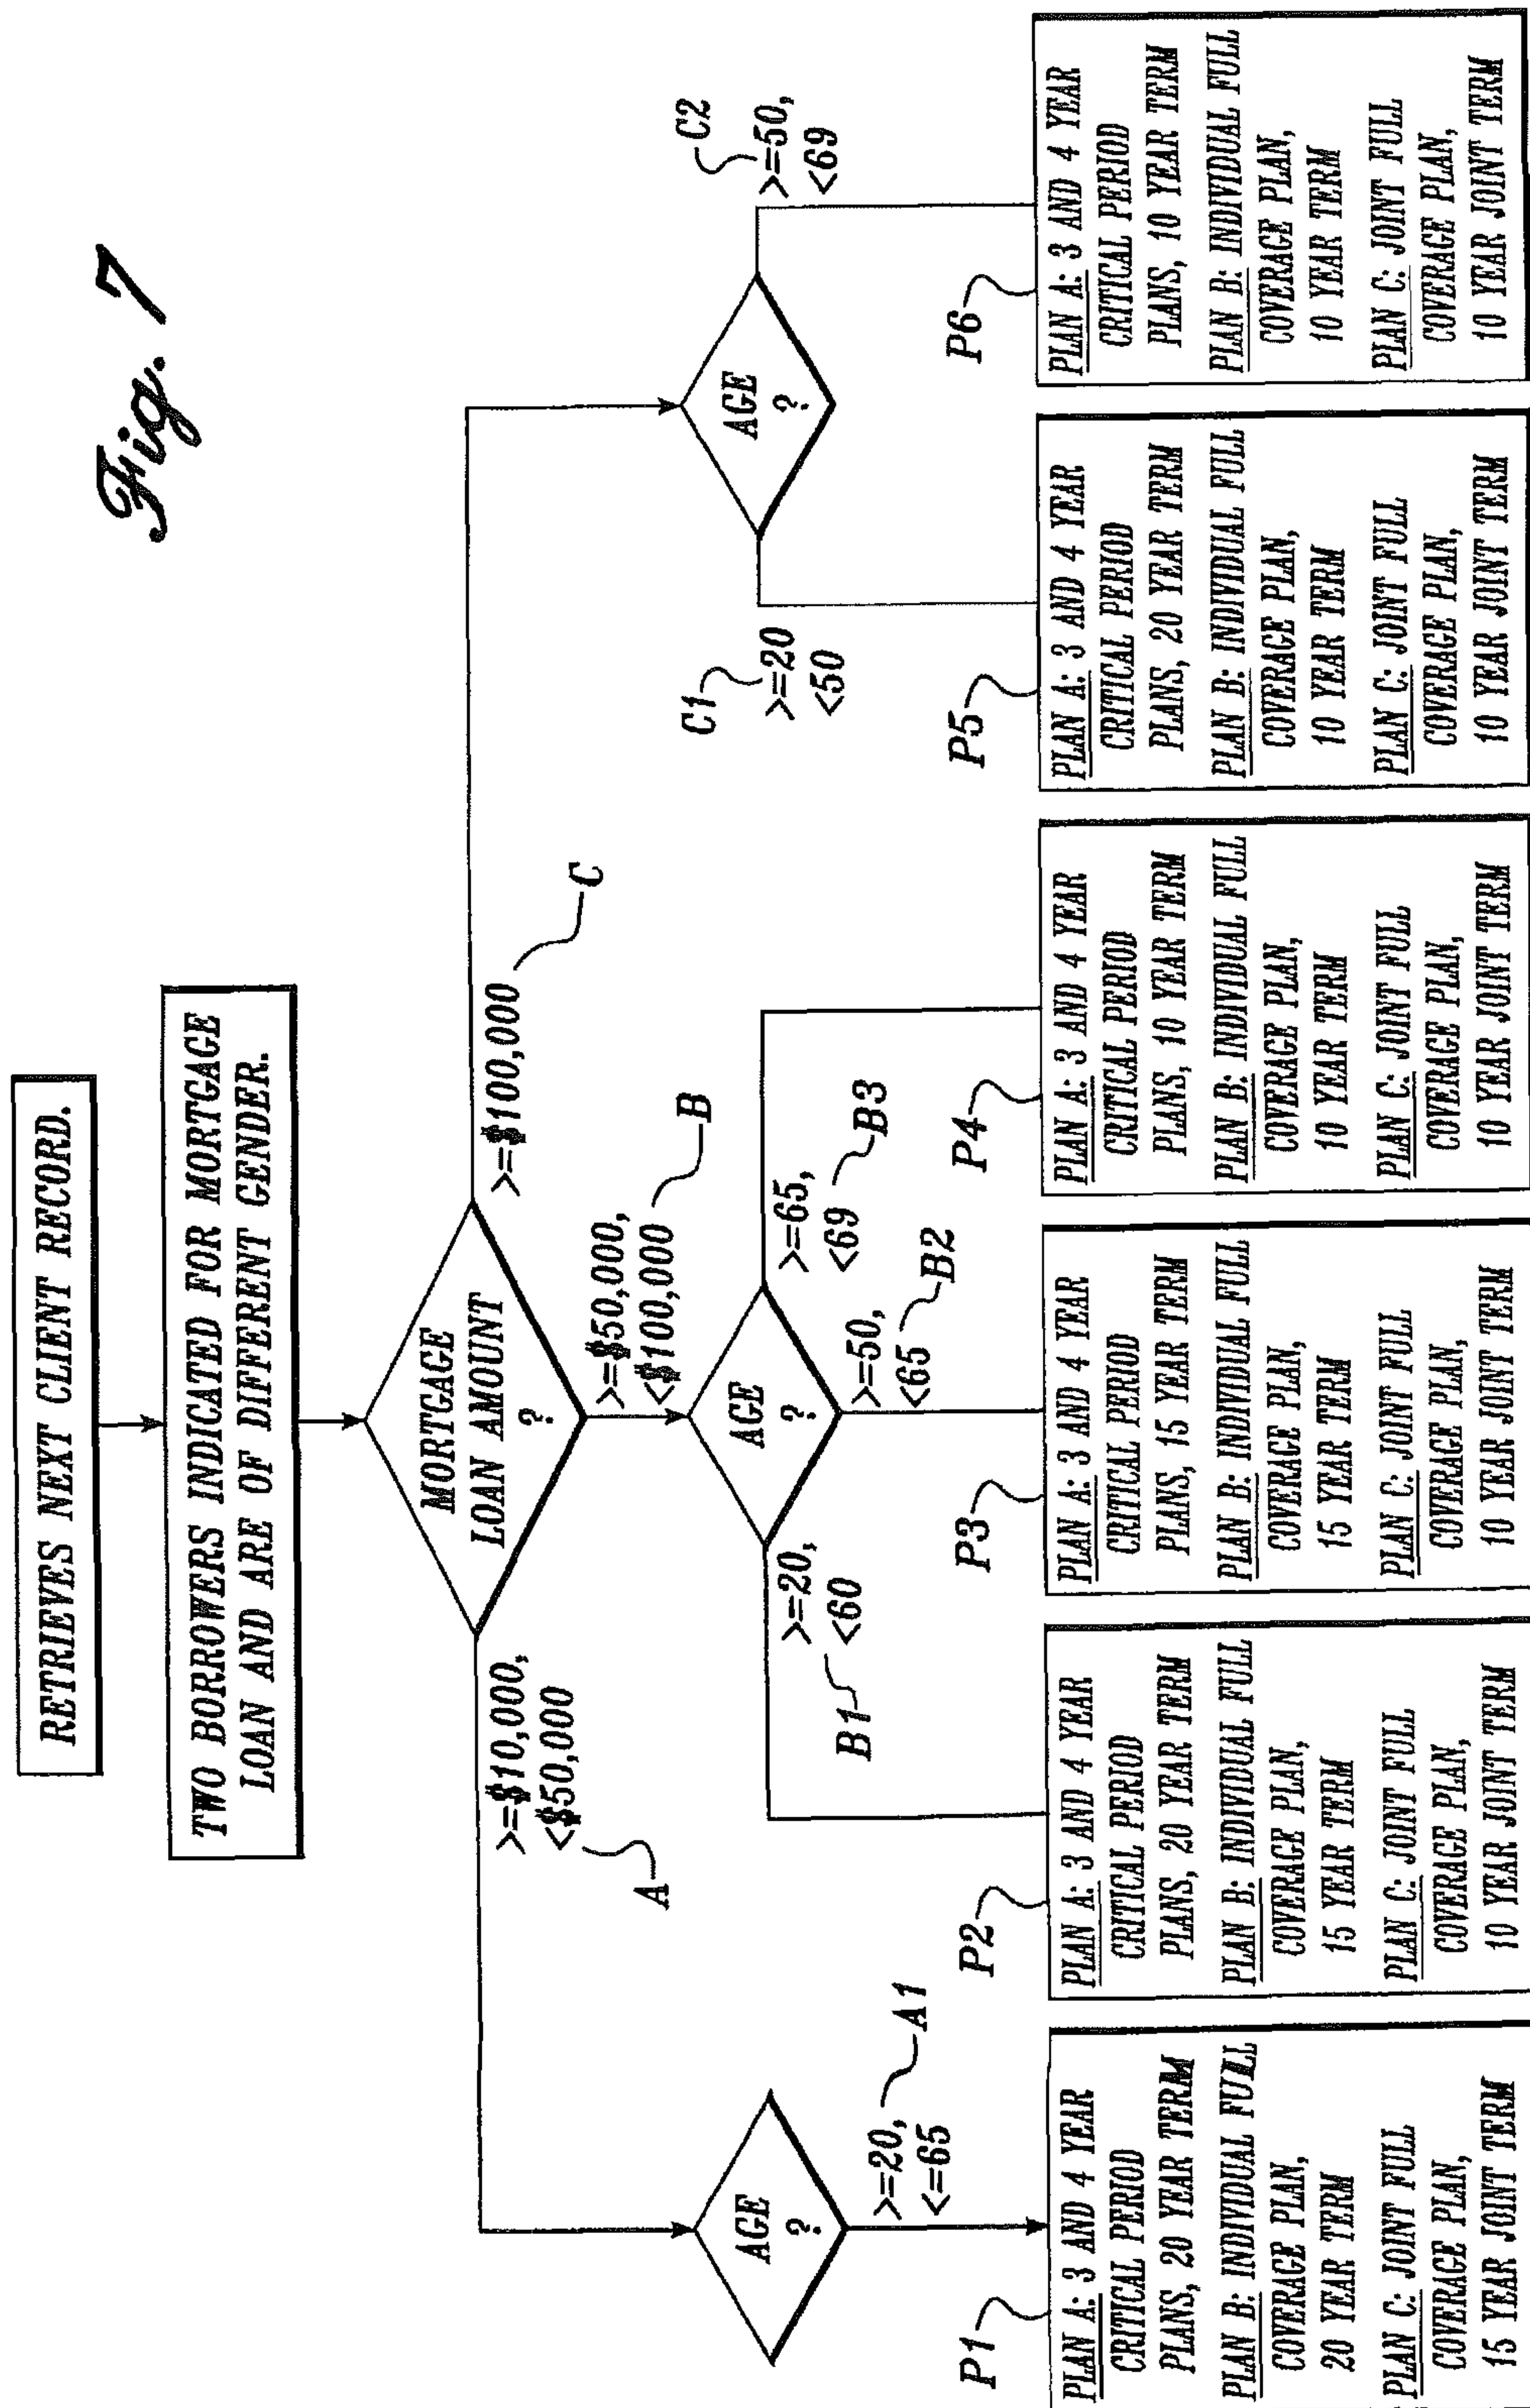 Fig. 7
RETRIEVES NEXT CLIENT RECORD.
TWO BORROWERS INDICATED FOR MORTGAGE
LOAN AND ARE OF DIFFERENT GENDER.
MORTGAGE
LOAN AMOUNT
?
>=$10,000,
<$50,000
A
>=$50,000,
<$100,000
B
>=$100,000
C
AGE
?
>=20,
<=65
A1
AGE
?
>=20,
<60
B1
>=50,
<65
B2
>=65,
<69
B3
AGE
?
C1
>=20
<50
C2
>=50,
<69
P1
PLAN A: 3 AND 4 YEAR
CRITICAL PERIOD
PLANS, 20 YEAR TERM
PLAN B: INDIVIDUAL FULL
COVERAGE PLAN,
20 YEAR TERM
PLAN C: JOINT FULL
COVERAGE PLAN,
15 YEAR JOINT TERM
P2
PLAN A: 3 AND 4 YEAR
CRITICAL PERIOD
PLANS, 20 YEAR TERM
PLAN B: INDIVIDUAL FULL
COVERAGE PLAN,
15 YEAR TERM
PLAN C: JOINT FULL
COVERAGE PLAN,
10 YEAR JOINT TERM
P3
PLAN A: 3 AND 4 YEAR
CRITICAL PERIOD
PLANS, 15 YEAR TERM
PLAN B: INDIVIDUAL FULL
COVERAGE PLAN,
15 YEAR TERM
PLAN C: JOINT FULL
COVERAGE PLAN,
10 YEAR JOINT TERM
P4
PLAN A: 3 AND 4 YEAR
CRITICAL PERIOD
PLANS, 10 YEAR TERM
PLAN B: INDIVIDUAL FULL
COVERAGE PLAN,
10 YEAR TERM
PLAN C: JOINT FULL
COVERAGE PLAN,
10 YEAR JOINT TERM
P5
PLAN A: 3 AND 4 YEAR
CRITICAL PERIOD
PLANS, 20 YEAR TERM
PLAN B: INDIVIDUAL FULL
COVERAGE PLAN,
10 YEAR TERM
PLAN C: JOINT FULL
COVERAGE PLAN,
10 YEAR JOINT TERM
P6
PLAN A: 3 AND 4 YEAR
CRITICAL PERIOD
PLANS, 10 YEAR TERM
PLAN B: INDIVIDUAL FULL
COVERAGE PLAN,
10 YEAR TERM
PLAN C: JOINT FULL
COVERAGE PLAN,
10 YEAR JOINT TERM